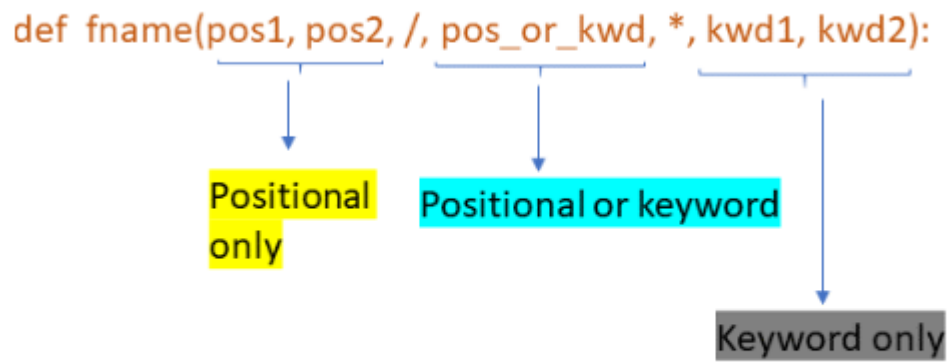 def fname(pos1, pos2, /, pos_or_kwd, *, kwd1, kwd2):
Positional
only
Positional or keyword
Keyword only